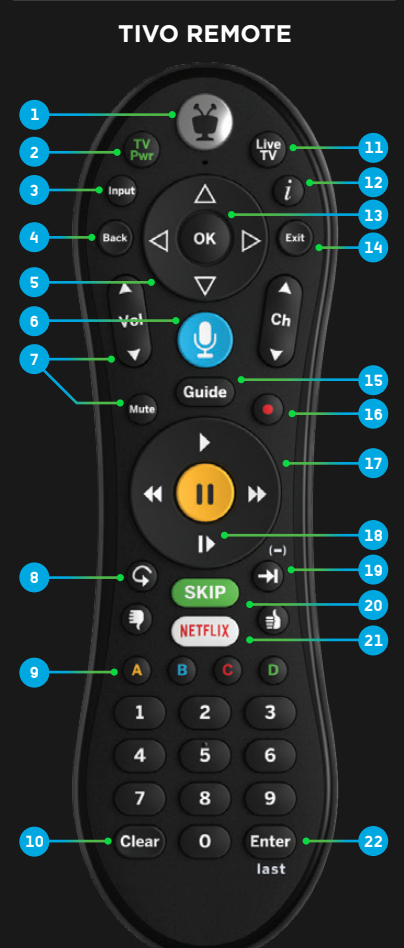 TIVO REMOTE
1
TV
Pwr
Live
TV
11
2
12
3
Input
i
13
4
Back
OK
Exit
14
5
6
Vol
Ch
7
Guide
15
Mute
16
17
18
(–)
8
19
SKIP
20
NETFLIX
21
9
A B C D
1 2 3
4 5 6
7 8 9
10
Clear 0 Enter
22
last